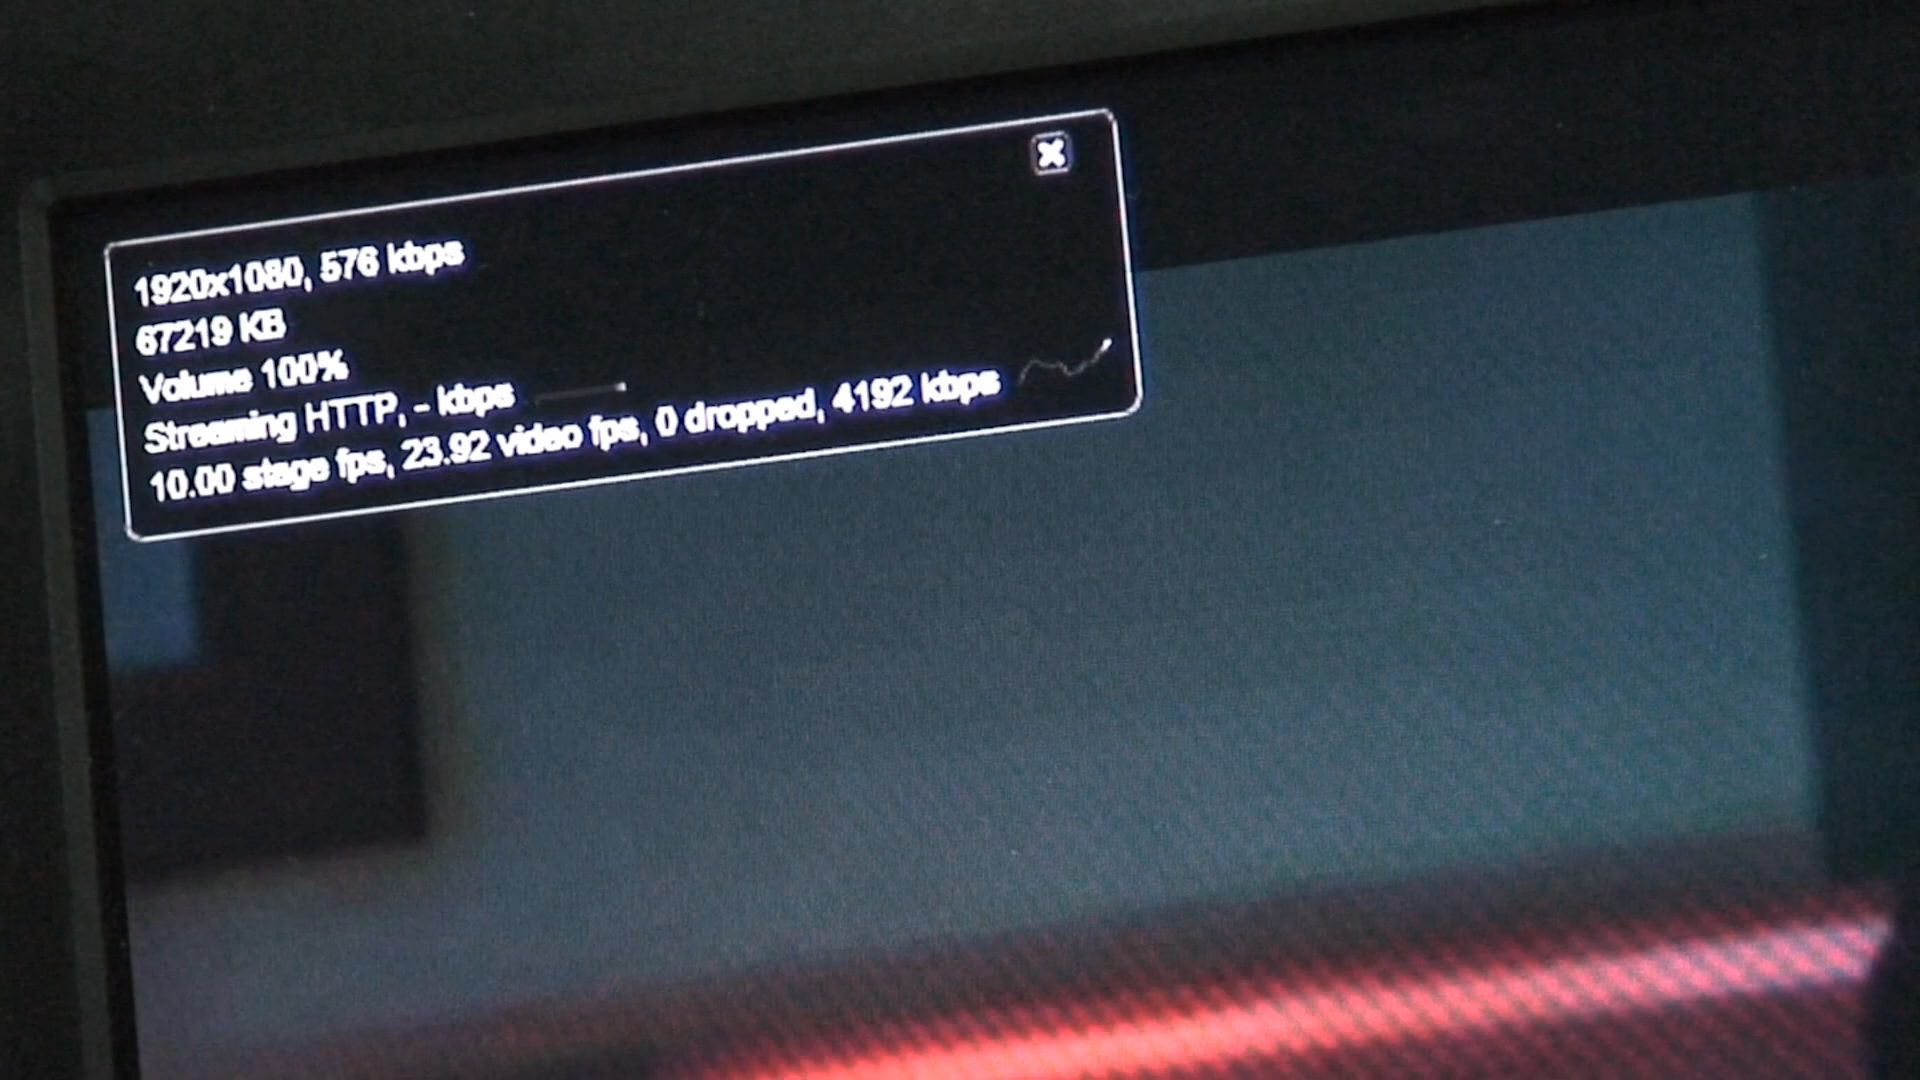 1920x1080, 576 kbps
67219 KB
Volume 100%
Streaming HTTP, - kbps
10.00 stage fps, 23.92 video fps, 0 dropped, 4192 kbps